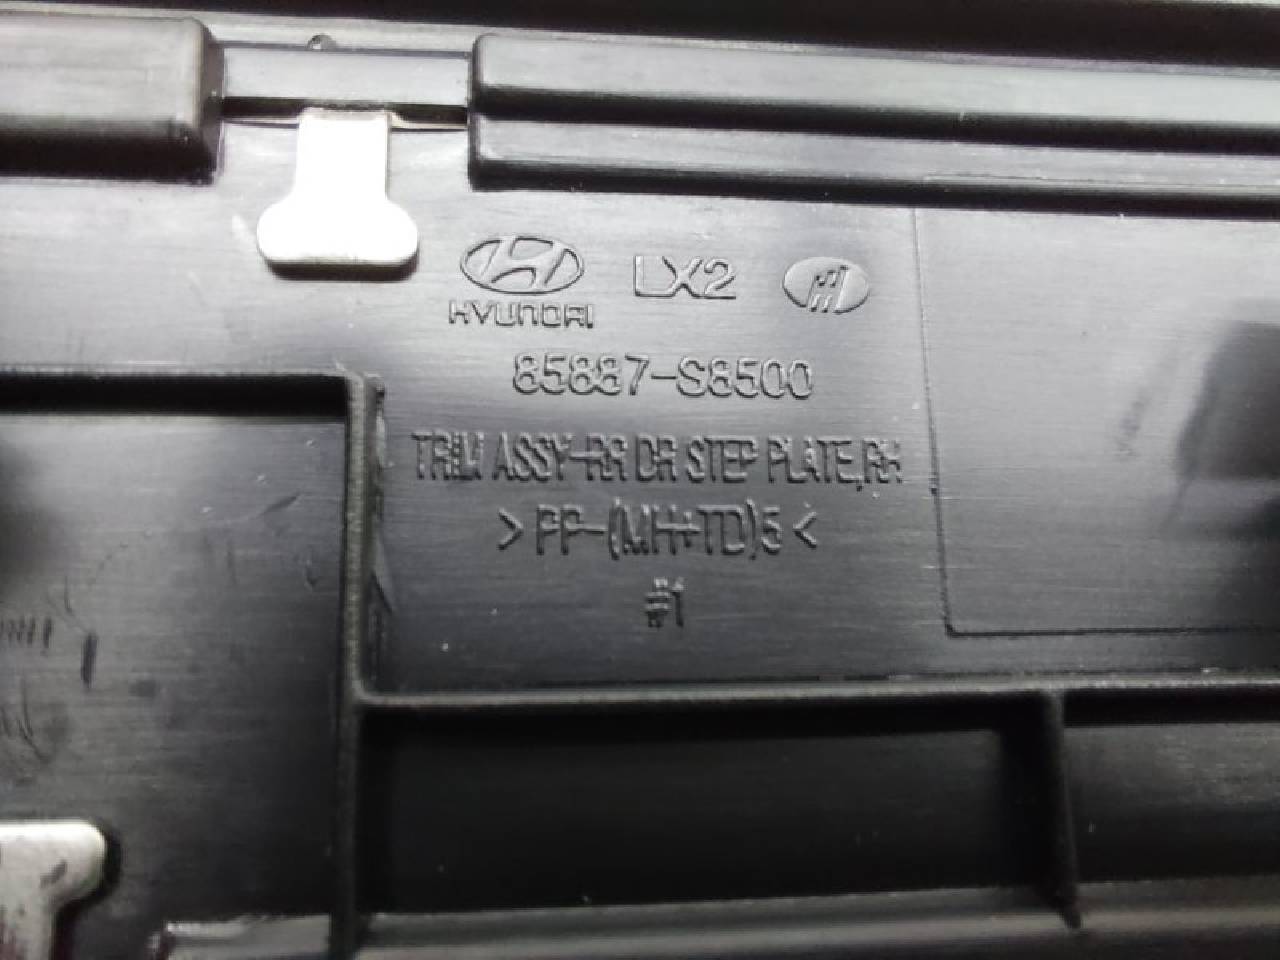 HYUNDAI LX2
85887-S8500
TRIM ASSY-RR DR STEP PLATE,RH
>PP-(MH+TD)5<
#1